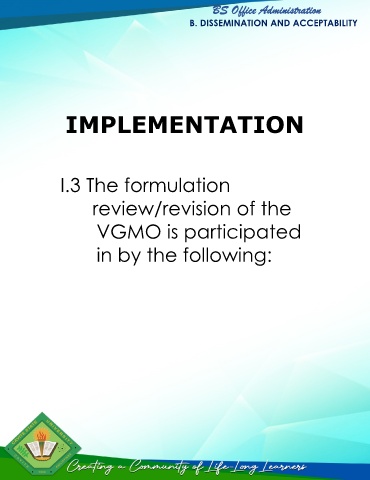 BS Office Administration
B. DISSEMINATION AND ACCEPTABILITY
IMPLEMENTATION
I.3 The formulation
review/revision of the
VGMO is participated
in by the following:
Creating a Community of Life Long Learners